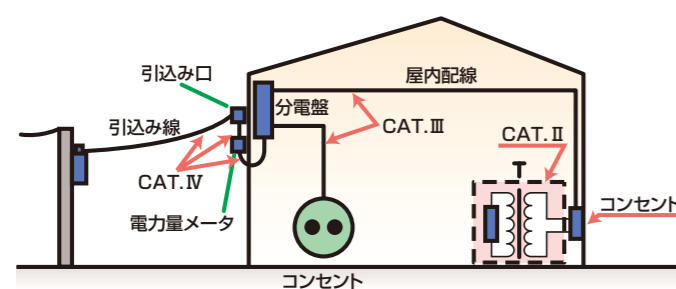 引込み口
屋内配線
分電盤
引込み線
CAT.Ⅲ
CAT.Ⅱ
CAT.Ⅳ
コンセント
電力量メータ
コンセント